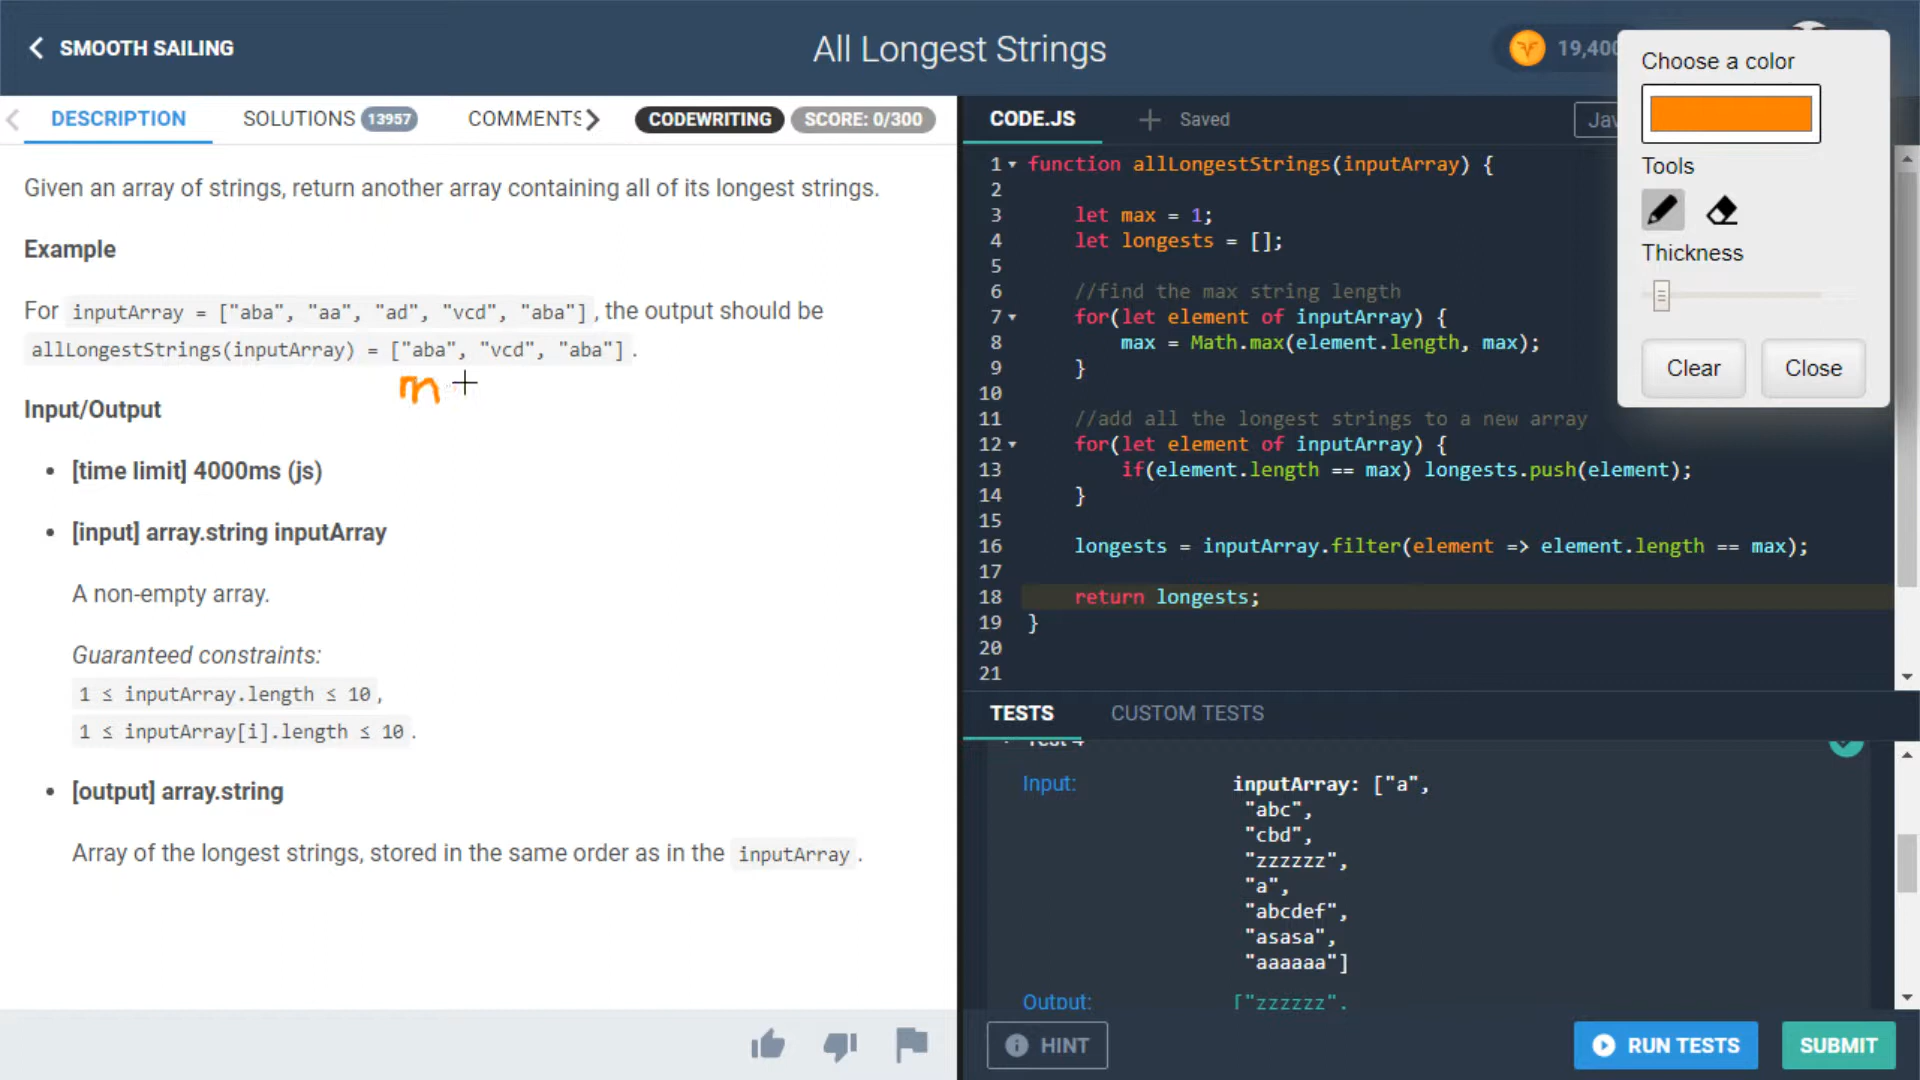 SMOOTH SAILING
All Longest Strings
19,400
Choose a color
Tools
Thickness
Clear
Close
DESCRIPTION
SOLUTIONS 13957
COMMENTS
CODEWRITING
SCORE: 0/300
Given an array of strings, return another array containing all of its longest strings.
Example
For inputArray = ["aba", "aa", "ad", "vcd", "aba"], the output should be
allLongestStrings(inputArray) = ["aba", "vcd", "aba"].
m
Input/Output
• [time limit] 4000ms (js)
• [input] array.string inputArray
A non-empty array.
Guaranteed constraints:
1 ≤ inputArray.length ≤ 10,
1 ≤ inputArray[i].length ≤ 10.
• [output] array.string
Array of the longest strings, stored in the same order as in the inputArray.
CODE.JS
+ Saved
Jav
1 function allLongestStrings(inputArray) {
2
3 let max = 1;
4 let longests = [];
5
6 //find the max string length
7 for(let element of inputArray) {
8 max = Math.max(element.length, max);
9 }
10
11 //add all the longest strings to a new array
12 for(let element of inputArray) {
13 if(element.length == max) longests.push(element);
14 }
15
16 longests = inputArray.filter(element => element.length == max);
17
18 return longests;
19 }
20
21
TESTS
CUSTOM TESTS
Test 4
Input:
inputArray: ["a",
"abc",
"cbd",
"zzzzzz",
"a",
"abcdef",
"asasa",
"aaaaaa"]
Output:
["zzzzzz",
HINT
RUN TESTS
SUBMIT